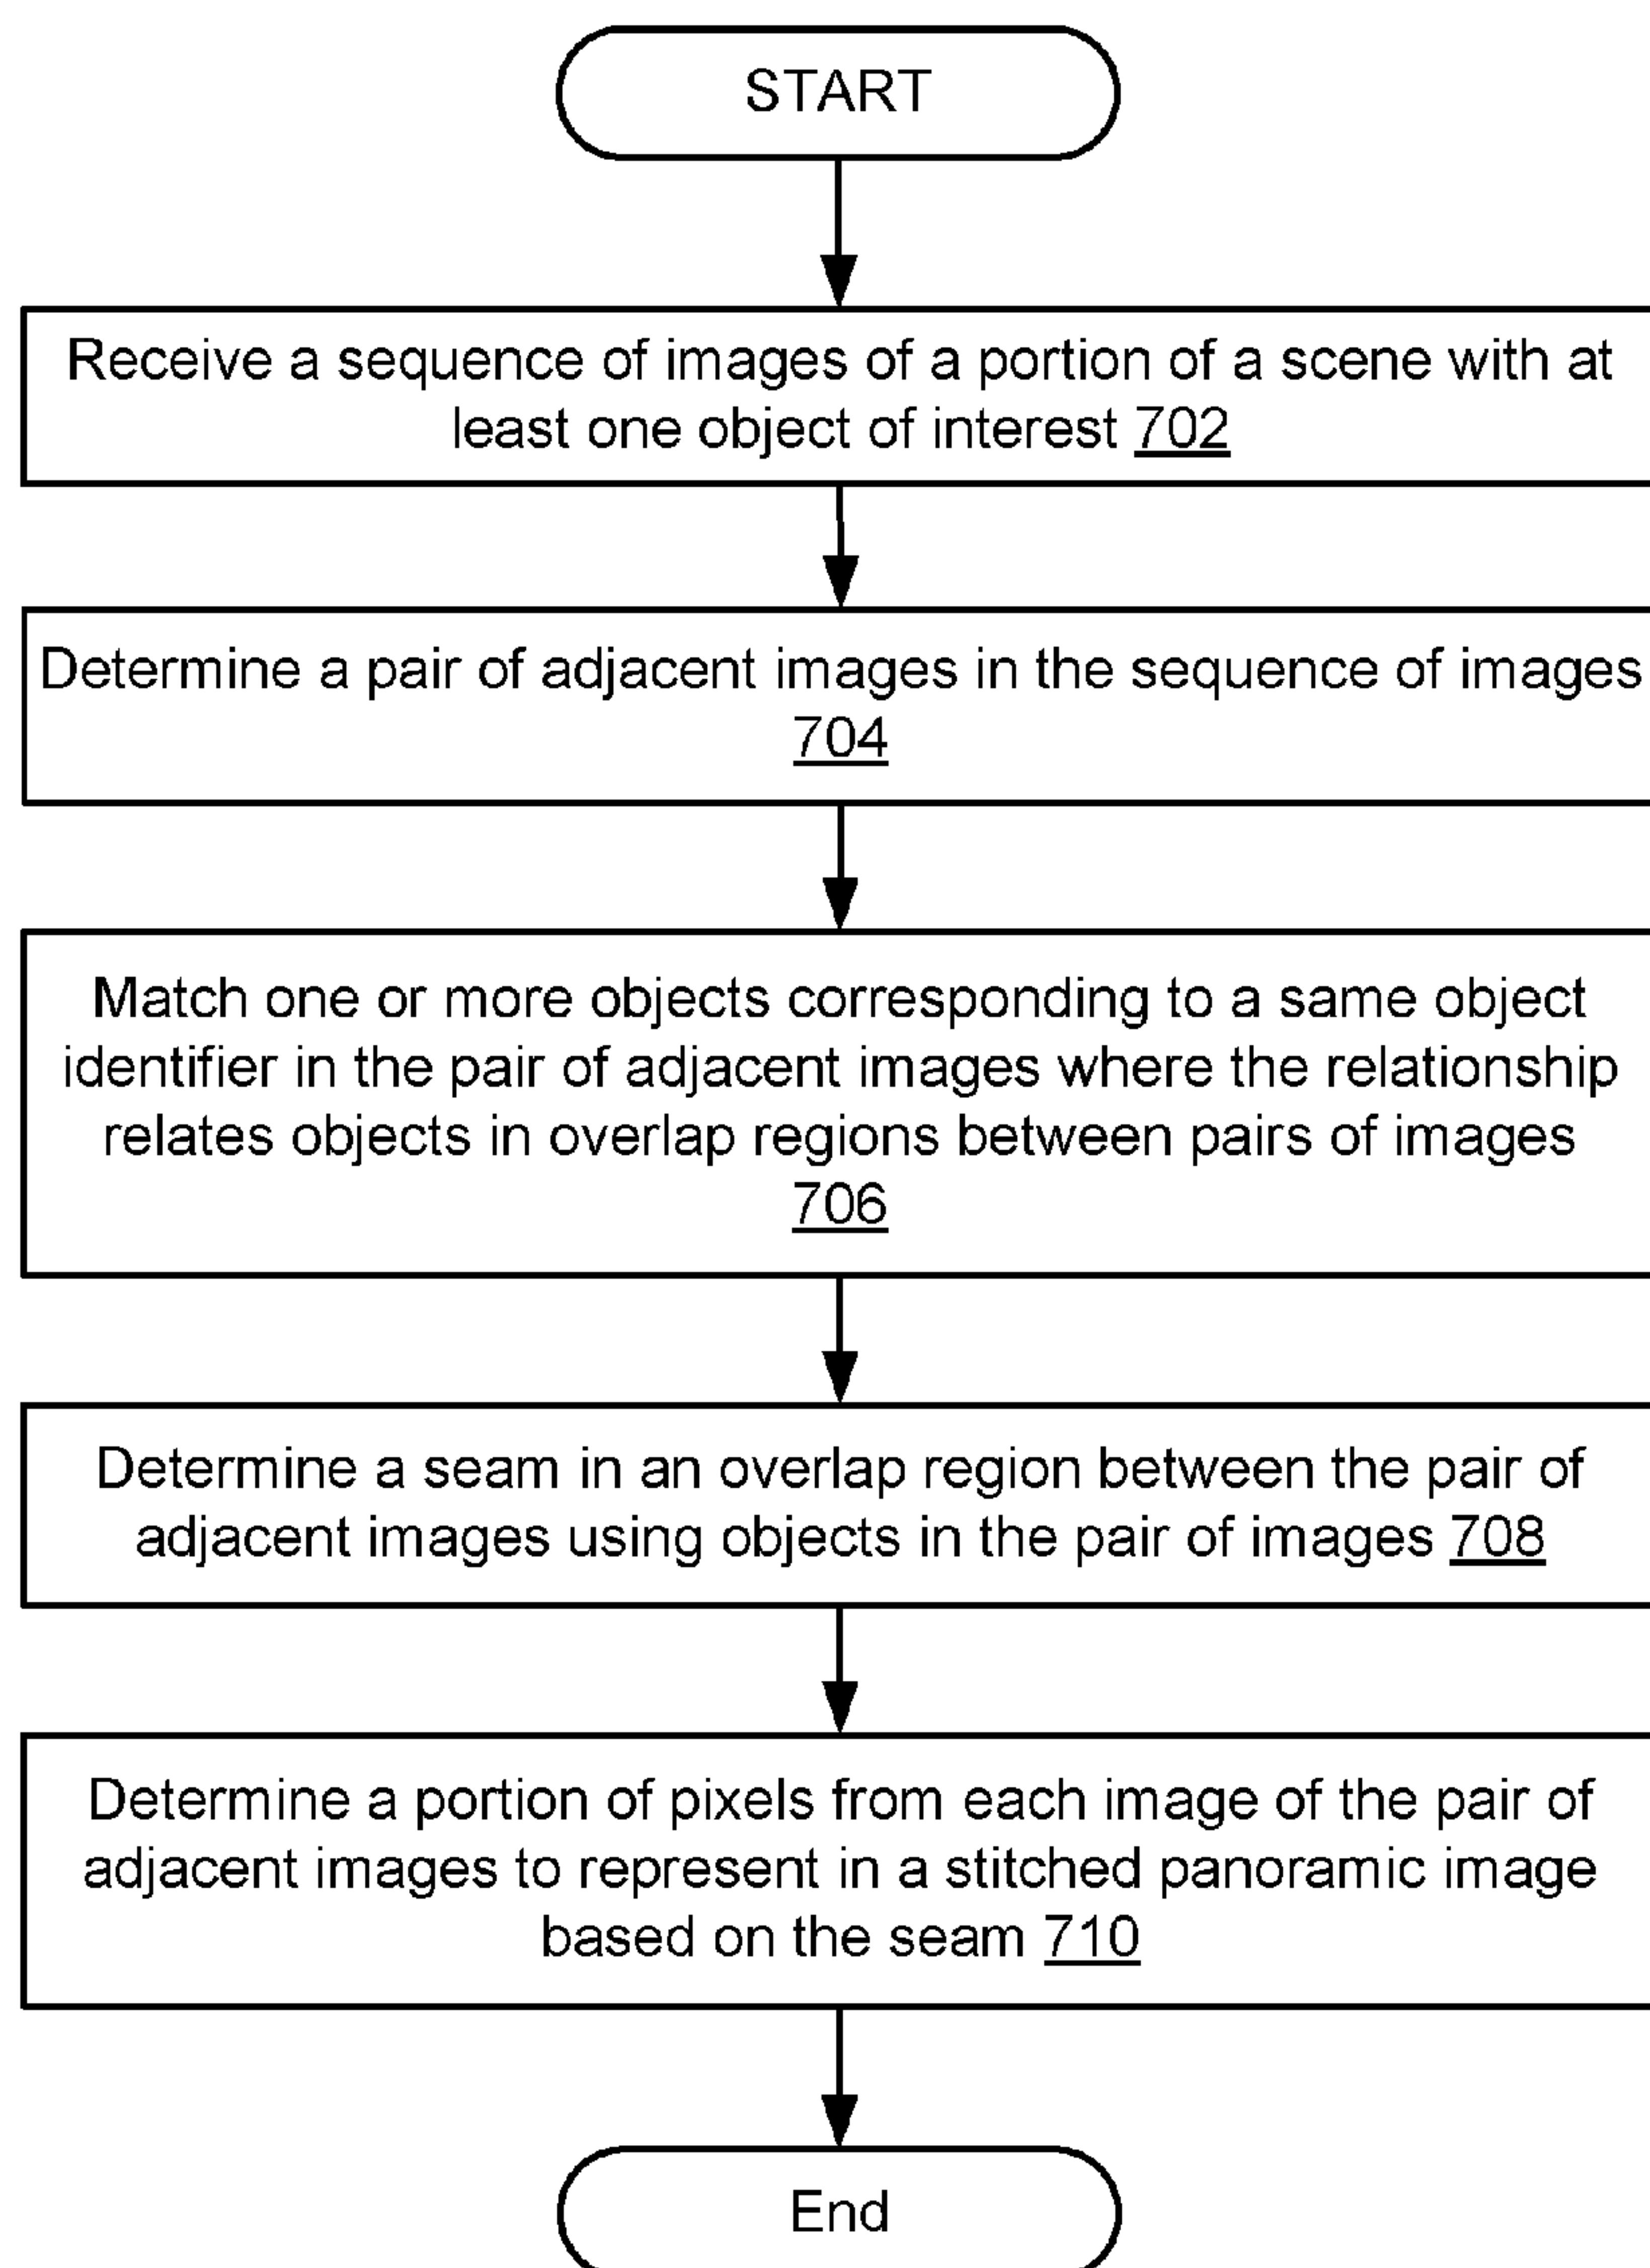 START
Receive a sequence of images of a portion of a scene with at
least one object of interest 702
Determine a pair of adjacent images in the sequence of images
704
Match one or more objects corresponding to a same object
identifier in the pair of adjacent images where the relationship
relates objects in overlap regions between pairs of images
706
Determine a seam in an overlap region between the pair of
adjacent images using objects in the pair of images 708
Determine a portion of pixels from each image of the pair of
adjacent images to represent in a stitched panoramic image
based on the seam 710
End